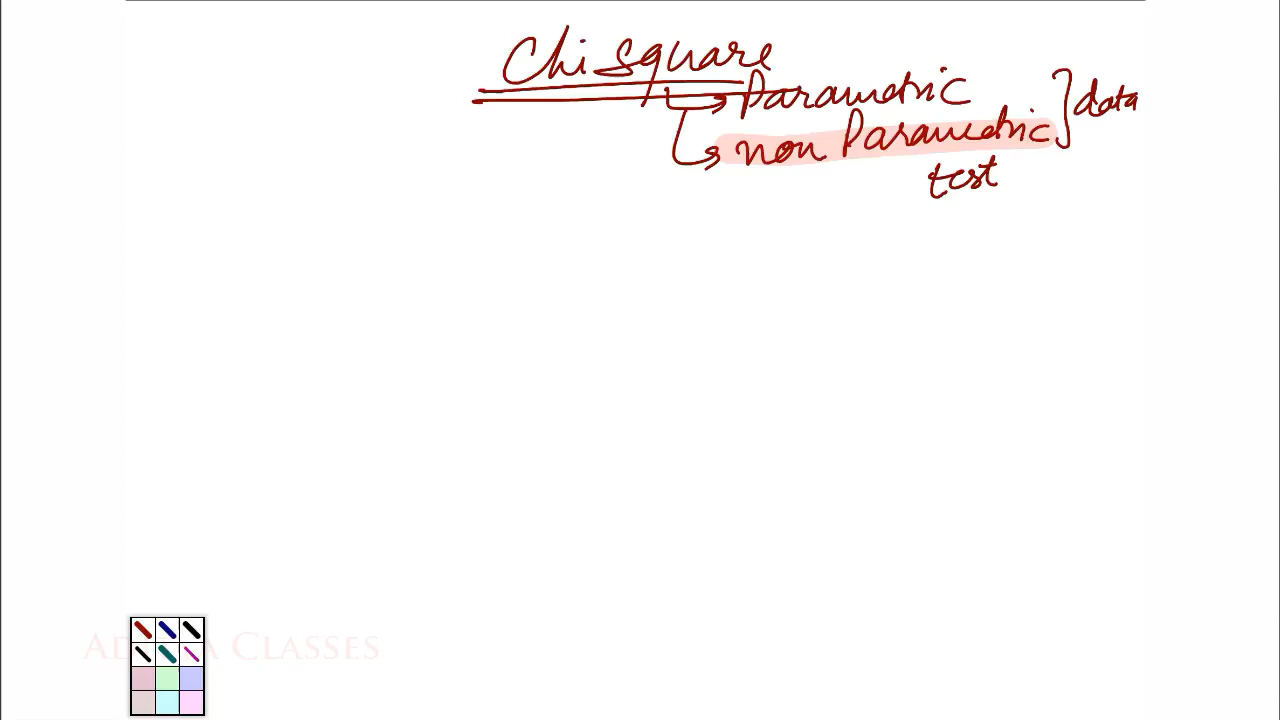 Chi square
Parametric
non Parametric
data
test